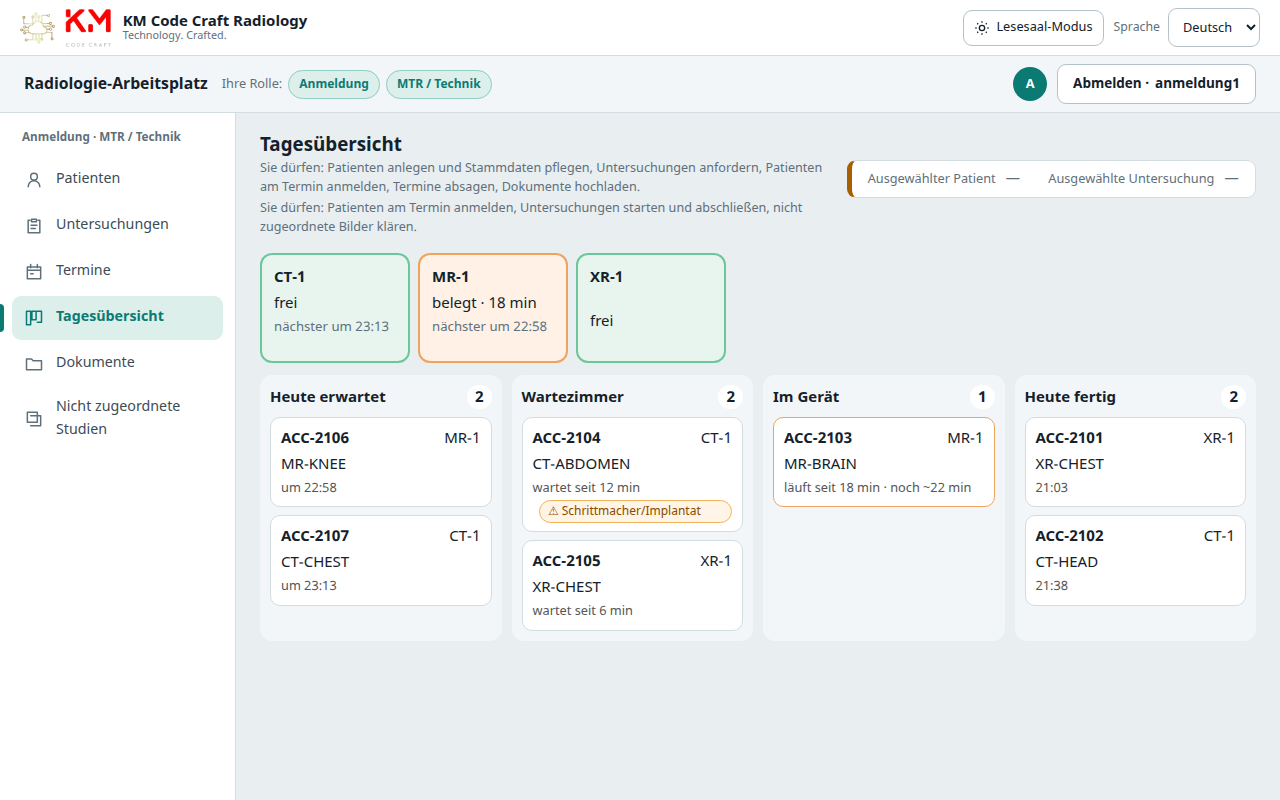 KM
CODE CRAFT
KM Code Craft Radiology
Technology. Crafted.
Lesesaal-Modus
Sprache
Deutsch
Radiologie-Arbeitsplatz
Ihre Rolle:
Anmeldung
MTR / Technik
A
Abmelden · anmeldung1
Anmeldung · MTR / Technik
Patienten
Untersuchungen
Termine
Tagesübersicht
Dokumente
Nicht zugeordnete
Studien
Tagesübersicht
Sie dürfen: Patienten anlegen und Stammdaten pflegen, Untersuchungen anfordern, Patienten
am Termin anmelden, Termine absagen, Dokumente hochladen.
Sie dürfen: Patienten am Termin anmelden, Untersuchungen starten und abschließen, nicht
zugeordnete Bilder klären.
Ausgewählter Patient —
Ausgewählte Untersuchung —
CT-1
frei
nächster um 23:13
MR-1
belegt · 18 min
nächster um 22:58
XR-1
frei
Heute erwartet 2
ACC-2106 MR-1
MR-KNEE
um 22:58
ACC-2107 CT-1
CT-CHEST
um 23:13
Wartezimmer 2
ACC-2104 CT-1
CT-ABDOMEN
wartet seit 12 min
⚠ Schrittmacher/Implantat
ACC-2105 XR-1
XR-CHEST
wartet seit 6 min
Im Gerät 1
ACC-2103 MR-1
MR-BRAIN
läuft seit 18 min · noch ~22 min
Heute fertig 2
ACC-2101 XR-1
XR-CHEST
21:03
ACC-2102 CT-1
CT-HEAD
21:38